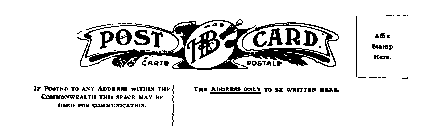 POST HB CARD.
CARTE POSTALE
Affix
Stamp
Here.
IF POSTED TO ANY ADDRESS WITHIN THE
COMMONWEALTH THIS SPACE MAY BE
USED FOR COMMUNICATION.
THE ADDRESS ONLY TO BE WRITTEN HERE.